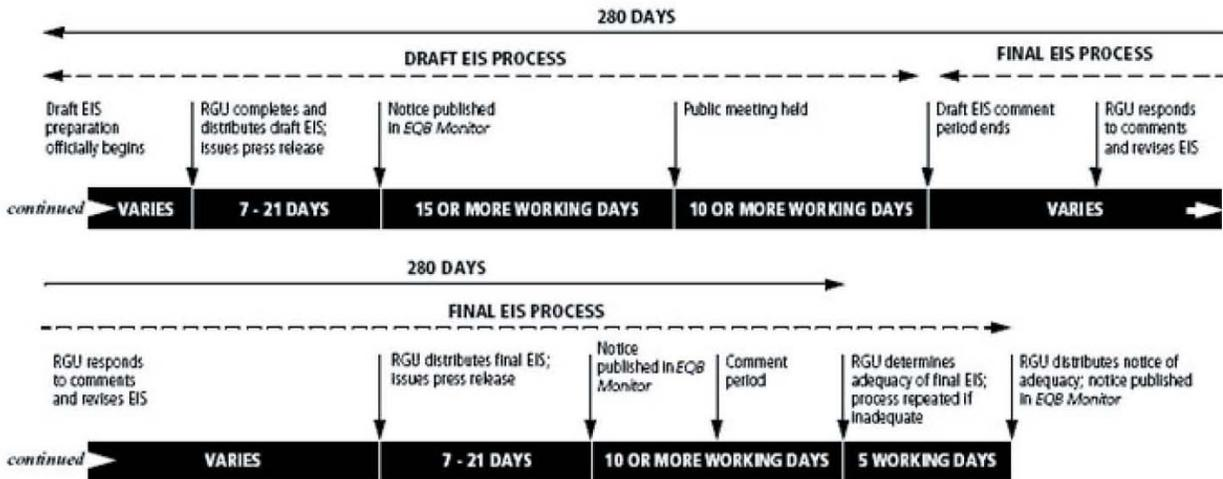 280 DAYS
DRAFT EIS PROCESS
FINAL EIS PROCESS
Draft EIS
preparation
officially begins
RGU completes and
distributes draft EIS;
issues press release
Notice published
in EQB Monitor
Public meeting held
Draft EIS comment
period ends
RGU responds
to comments
and revises EIS
continued
VARIES
7 - 21 DAYS
15 OR MORE WORKING DAYS
10 OR MORE WORKING DAYS
VARIES
280 DAYS
FINAL EIS PROCESS
RGU responds
to comments
and revises EIS
RGU distributes final EIS;
issues press release
Notice
published in EQB
Monitor
Comment
period
RGU determines
adequacy of final EIS;
process repeated if
inadequate
RGU distributes notice of
adequacy; notice published
in EQB Monitor
continued
VARIES
7 - 21 DAYS
10 OR MORE WORKING DAYS
5 WORKING DAYS